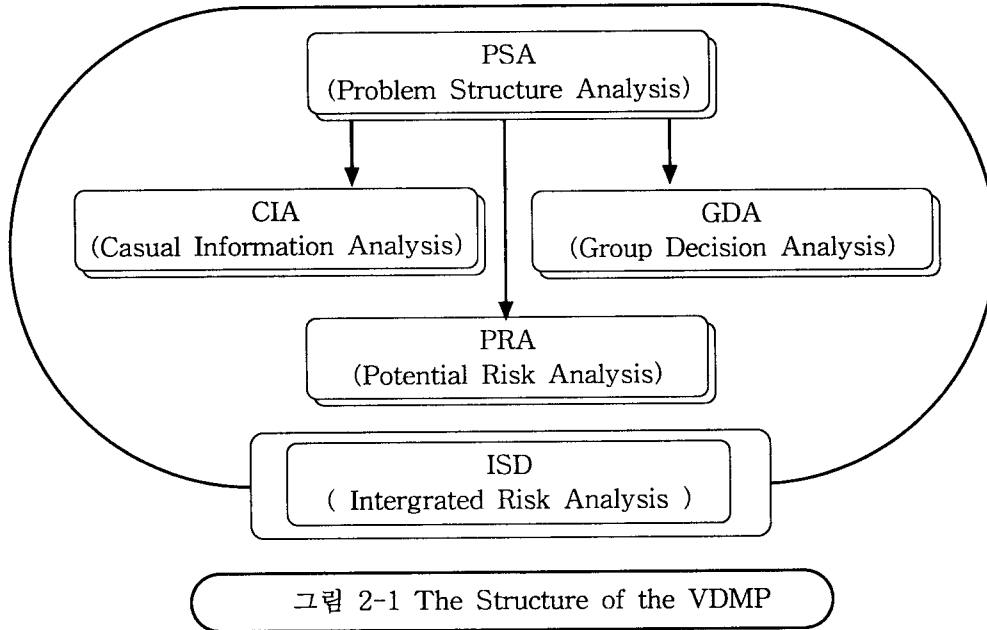 PSA
(Problem Structure Analysis)
CIA
(Casual Information Analysis)
GDA
(Group Decision Analysis)
PRA
(Potential Risk Analysis)
ISD
( Intergrated Risk Analysis )
그림 2-1 The Structure of the VDMP